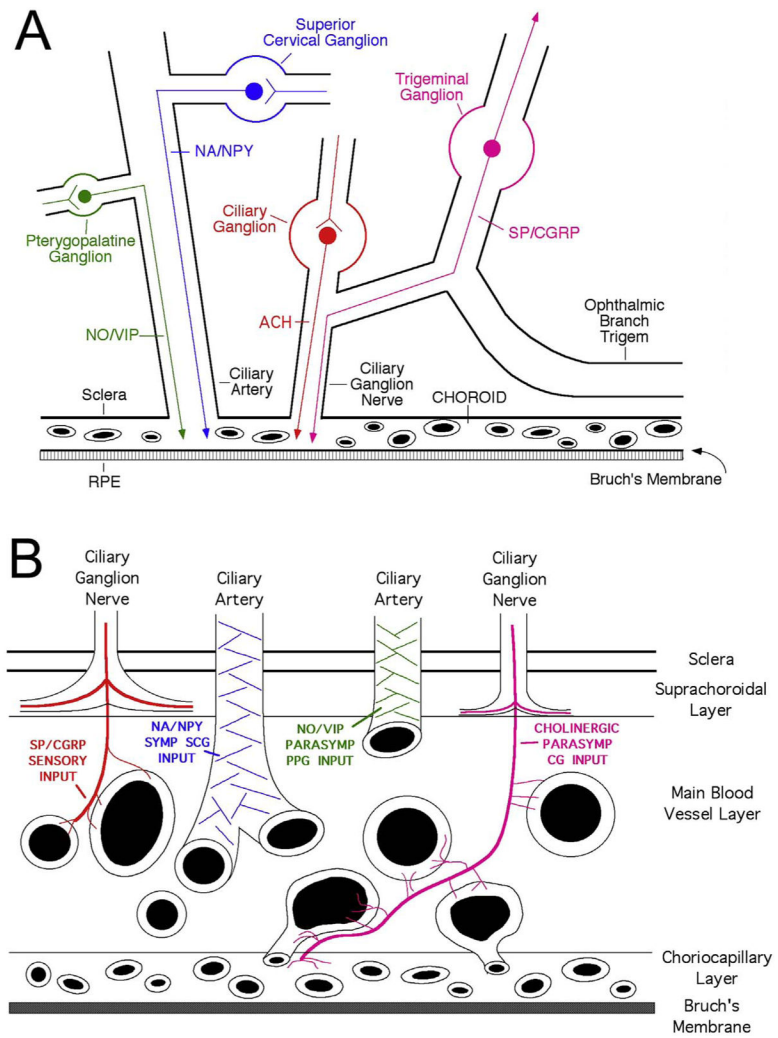 A
Superior
Cervical Ganglion
Trigeminal
Ganglion
NA/NPY
Ciliary
Ganglion
SP/CGRP
Pterygopalatine
Ganglion
Ophthalmic
Branch
Trigem
ACH
NO/VIP
Ciliary
Artery
Ciliary
Ganglion
Nerve
Sclera
CHOROID
RPE
Bruch's Membrane
B
Ciliary
Ganglion
Nerve
Ciliary
Artery
Ciliary
Artery
Ciliary
Ganglion
Nerve
Sclera
Suprachoroidal
Layer
SP/CGRP
SENSORY
INPUT
NA/NPY
SYMP SCG
INPUT
NO/VIP
PARASYMP
PPG INPUT
CHOLINERGIC
PARASYMP
CG INPUT
Main Blood
Vessel Layer
Choriocapillary
Layer
Bruch's
Membrane